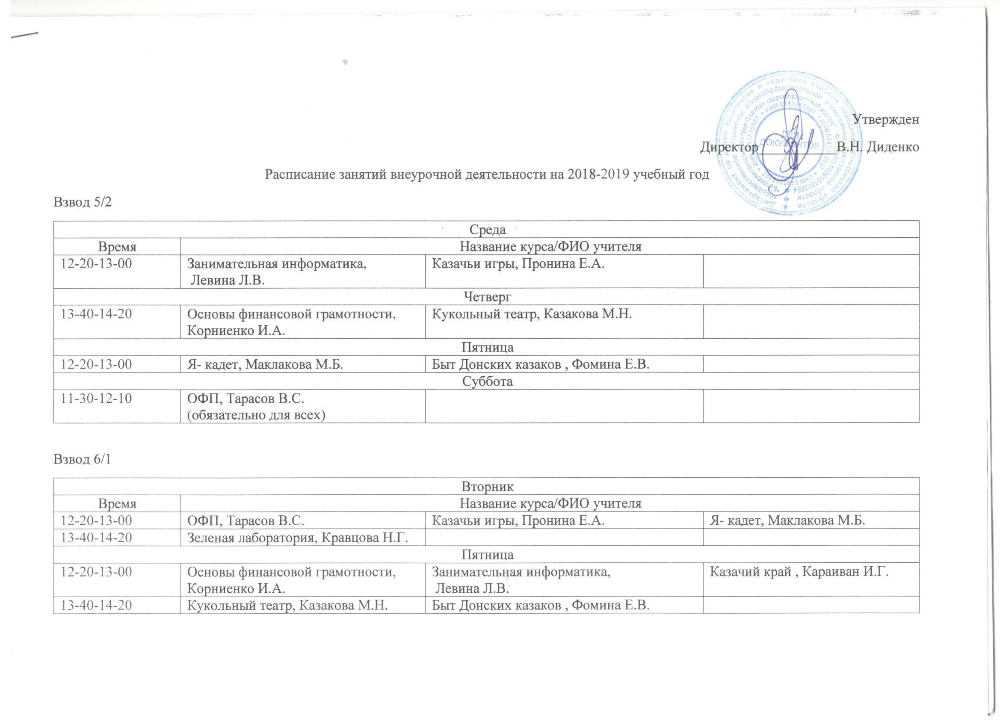 Утвержден
Директор___________В.Н. Диденко
Расписание занятий внеурочной деятельности на 2018-2019 учебный год
Взвод 5/2
Среда
Время Название курса/ФИО учителя
12-20-13-00 Занимательная информатика, Казачьи игры, Пронина Е.А.
Левина Л.В.
Четверг
13-40-14-20 Основы финансовой грамотности, Кукольный театр, Казакова М.Н.
Корниенко И.А.
Пятница
12-20-13-00 Я- кадет, Маклакова М.Б. Быт Донских казаков , Фомина Е.В.
Суббота
11-30-12-10 ОФП, Тарасов В.С.
(обязательно для всех)
Взвод 6/1
Вторник
Время Название курса/ФИО учителя
12-20-13-00 ОФП, Тарасов В.С. Казачьи игры, Пронина Е.А. Я- кадет, Маклакова М.Б.
13-40-14-20 Зеленая лаборатория, Кравцова Н.Г.
Пятница
12-20-13-00 Основы финансовой грамотности, Занимательная информатика, Казачий край , Караиван И.Г.
Корниенко И.А. Левина Л.В.
13-40-14-20 Кукольный театр, Казакова М.Н. Быт Донских казаков , Фомина Е.В.
ДЛЯ
ДОКУМЕНТОВ